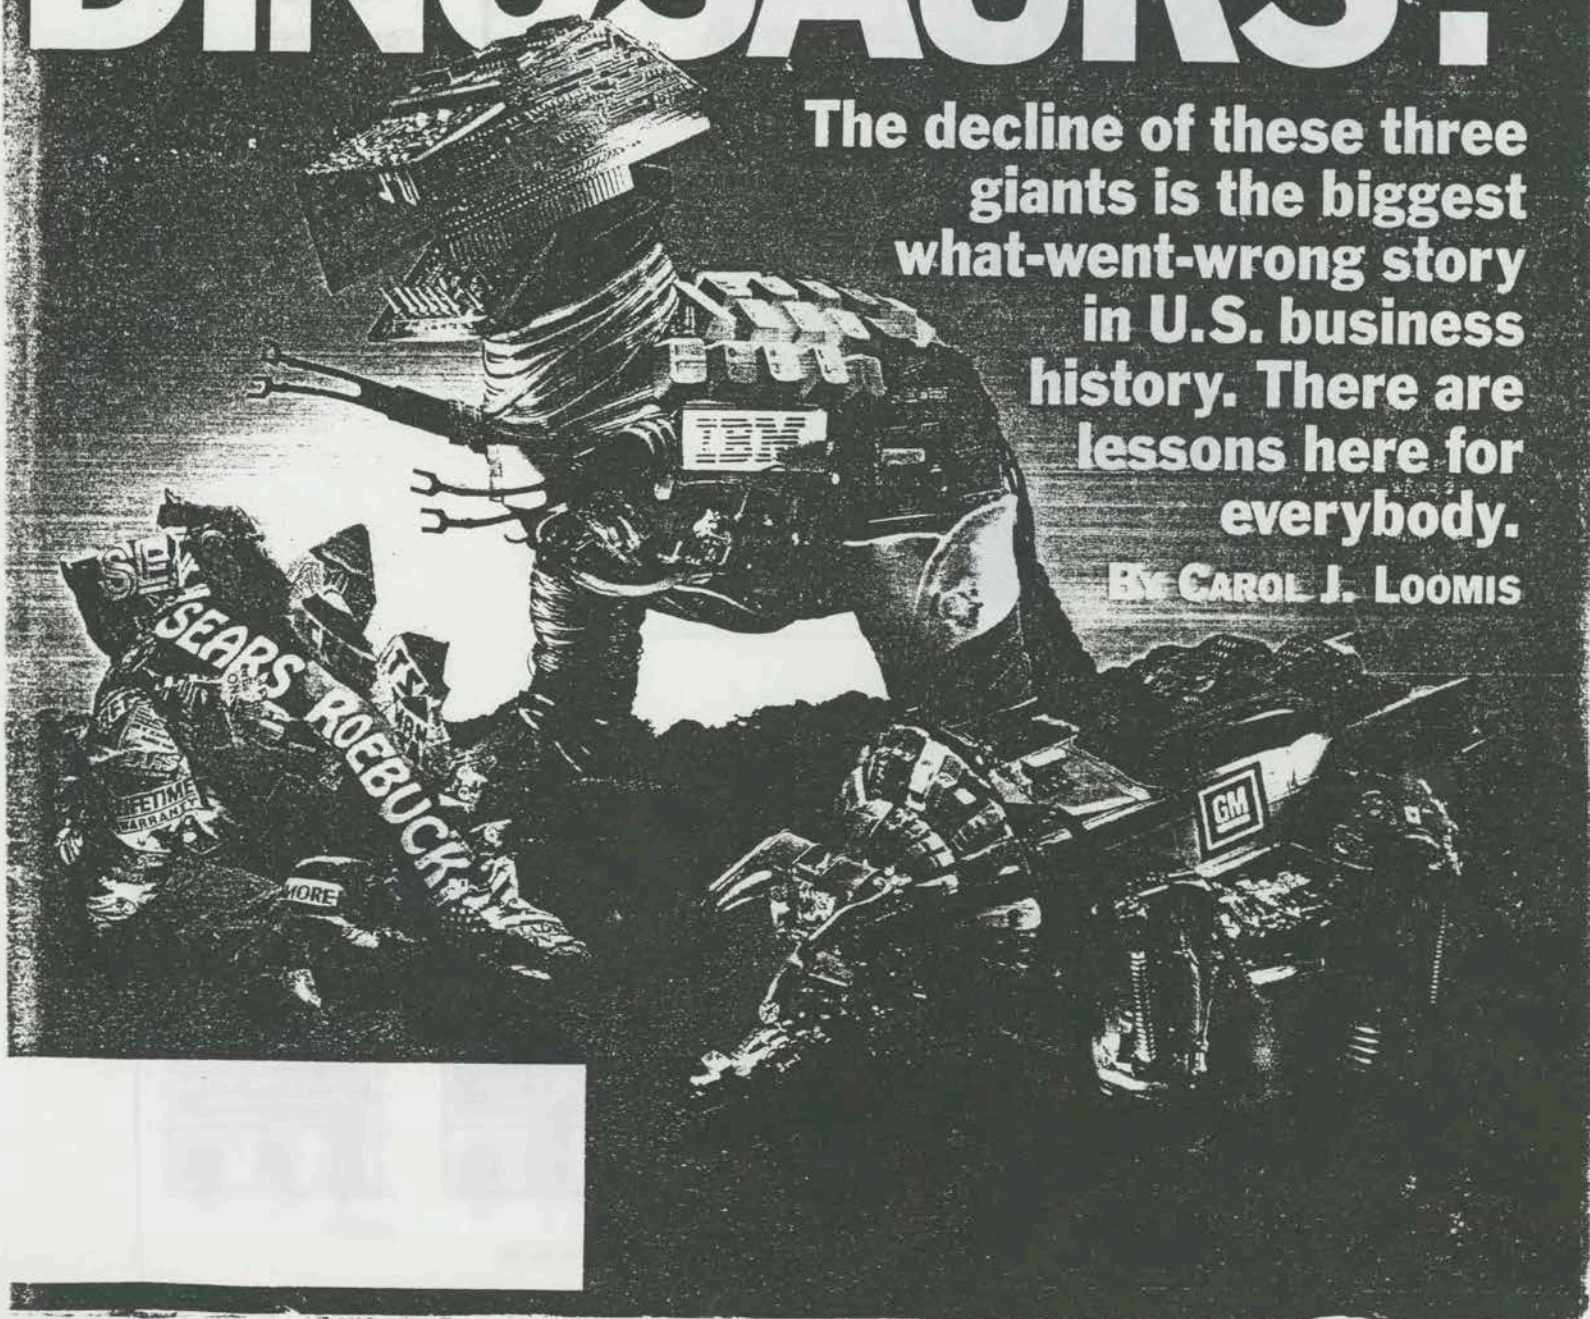 DINOSAURS?
The decline of these three
giants is the biggest
what-went-wrong story
in U.S. business
history. There are
lessons here for
everybody.
BY CAROL J. LOOMIS
IBM
SEARS ROEBUCK
LIFETIME
WARRANTY
MORE
GM